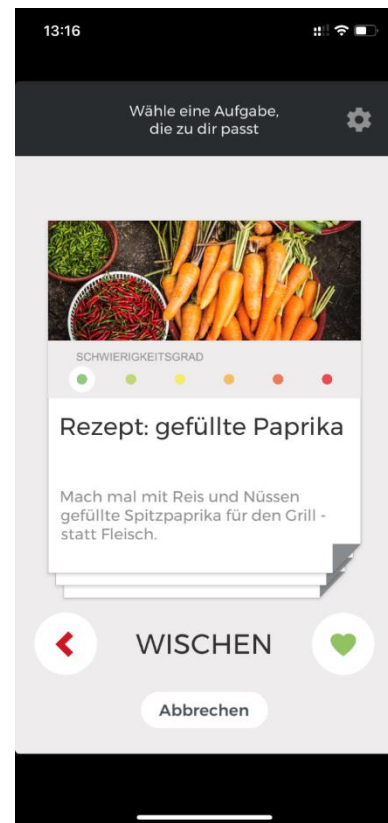 13:16
Wähle eine Aufgabe,
die zu dir passt
SCHWIERIGKEITSGRAD
Rezept: gefüllte Paprika
Mach mal mit Reis und Nüssen
gefüllte Spitzpaprika für den Grill -
statt Fleisch.
WISCHEN
Abbrechen